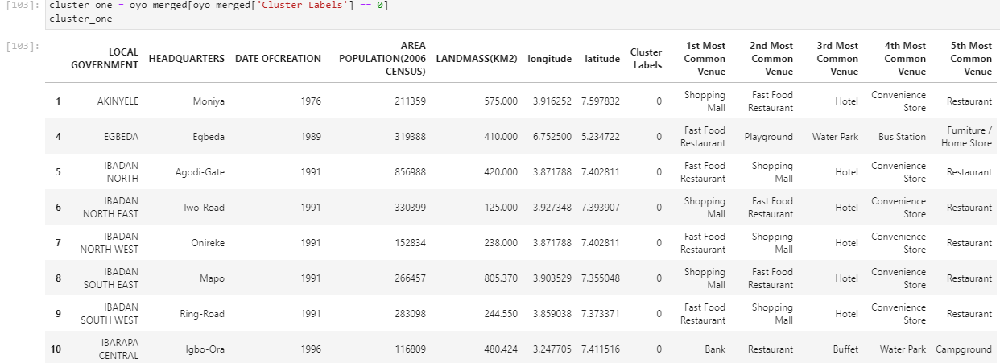 [103]: cluster_one = oyo_merged[oyo_merged['Cluster Labels'] == 0]
cluster_one
[103]:
LOCAL GOVERNMENT HEADQUARTERS DATE OFCREATION AREA POPULATION(2006 CENSUS) LANDMASS(KM2) longitude latitude Cluster Labels 1st Most Common Venue 2nd Most Common Venue 3rd Most Common Venue 4th Most Common Venue 5th Most Common Venue
1 AKINYELE Moniya 1976 211359 575.000 3.916252 7.597832 0 Shopping Mall Fast Food Restaurant Hotel Convenience Store Restaurant
4 EGBEDA Egbeda 1989 319388 410.000 6.752500 5.234722 0 Fast Food Restaurant Playground Water Park Bus Station Furniture / Home Store
5 IBADAN NORTH Agodi-Gate 1991 856988 420.000 3.871788 7.402811 0 Fast Food Restaurant Shopping Mall Hotel Convenience Store Restaurant
6 IBADAN NORTH EAST Iwo-Road 1991 330399 125.000 3.927348 7.393907 0 Shopping Mall Fast Food Restaurant Hotel Convenience Store Restaurant
7 IBADAN NORTH WEST Onireke 1991 152834 238.000 3.871788 7.402811 0 Fast Food Restaurant Shopping Mall Hotel Convenience Store Restaurant
8 IBADAN SOUTH EAST Mapo 1991 266457 805.370 3.903529 7.355048 0 Shopping Mall Fast Food Restaurant Hotel Convenience Store Restaurant
9 IBADAN SOUTH WEST Ring-Road 1991 283098 244.550 3.859038 7.373371 0 Fast Food Restaurant Shopping Mall Hotel Convenience Store Restaurant
10 IBARAPA CENTRAL Igbo-Ora 1996 116809 480.424 3.247705 7.411516 0 Bank Restaurant Buffet Water Park Campground